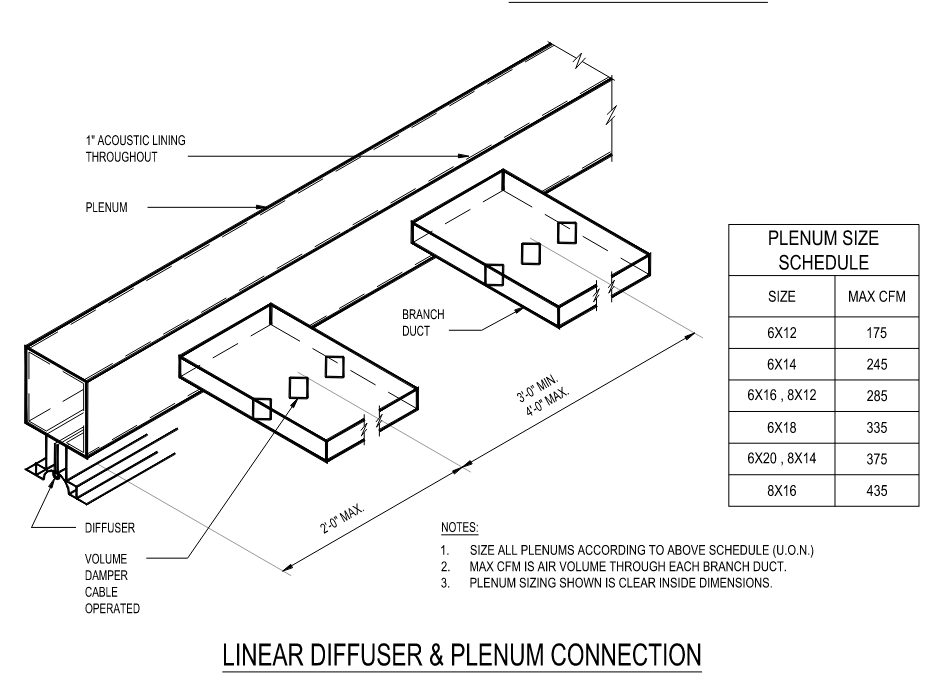 1" ACOUSTIC LINING
THROUGHOUT
PLENUM
BRANCH
DUCT
3'-0" MIN.
4'-0" MAX.
2'-0" MAX.
DIFFUSER
VOLUME
DAMPER
CABLE
OPERATED
PLENUM SIZE
SCHEDULE
SIZE MAX CFM
6X12 175
6X14 245
6X16 , 8X12 285
6X18 335
6X20 , 8X14 375
8X16 435
NOTES:
1. SIZE ALL PLENUMS ACCORDING TO ABOVE SCHEDULE (U.O.N.)
2. MAX CFM IS AIR VOLUME THROUGH EACH BRANCH DUCT.
3. PLENUM SIZING SHOWN IS CLEAR INSIDE DIMENSIONS.
LINEAR DIFFUSER & PLENUM CONNECTION